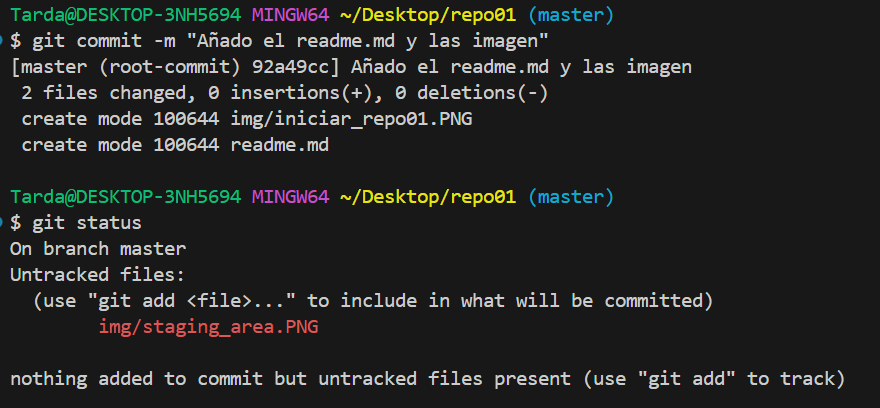 Tarda@DESKTOP-3NH5694 MINGW64 ~/Desktop/repo01 (master)
$ git commit -m "Añado el readme.md y las imagen"
[master (root-commit) 92a49cc] Añado el readme.md y las imagen
 2 files changed, 0 insertions(+), 0 deletions(-)
 create mode 100644 img/iniciar_repo01.PNG
 create mode 100644 readme.md
Tarda@DESKTOP-3NH5694 MINGW64 ~/Desktop/repo01 (master)
$ git status
On branch master
Untracked files:
  (use "git add <file>..." to include in what will be committed)
        img/staging_area.PNG
nothing added to commit but untracked files present (use "git add" to track)